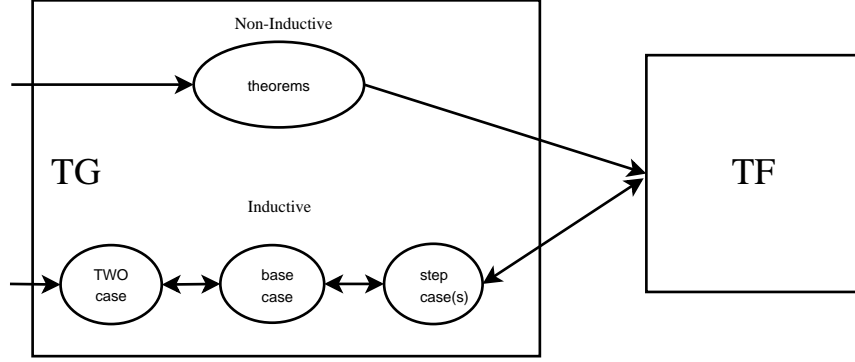 Non-Inductive
theorems
TG
TF
Inductive
TWO
case
base
case
step
case(s)